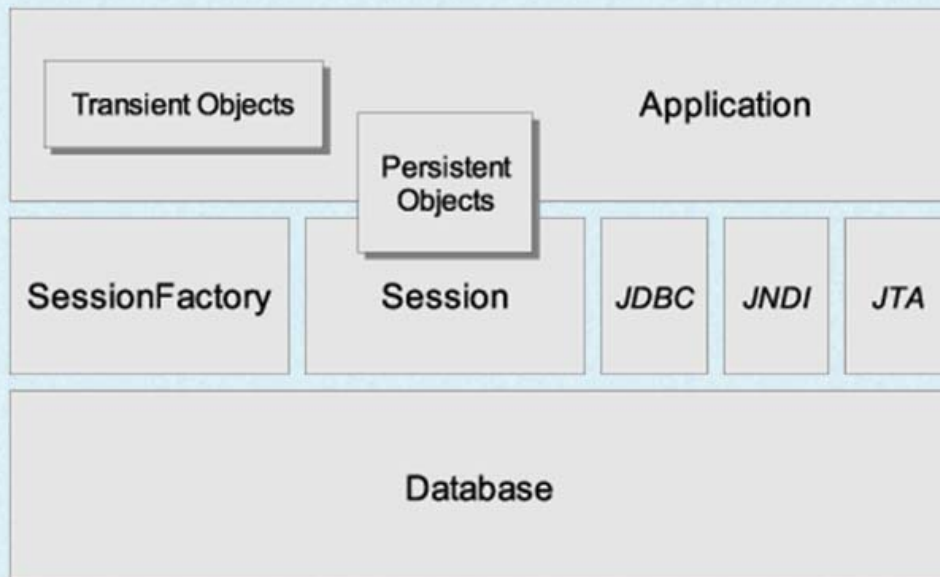 Transient Objects
Application
Persistent
Objects
SessionFactory
Session
JDBC
JNDI
JTA
Database